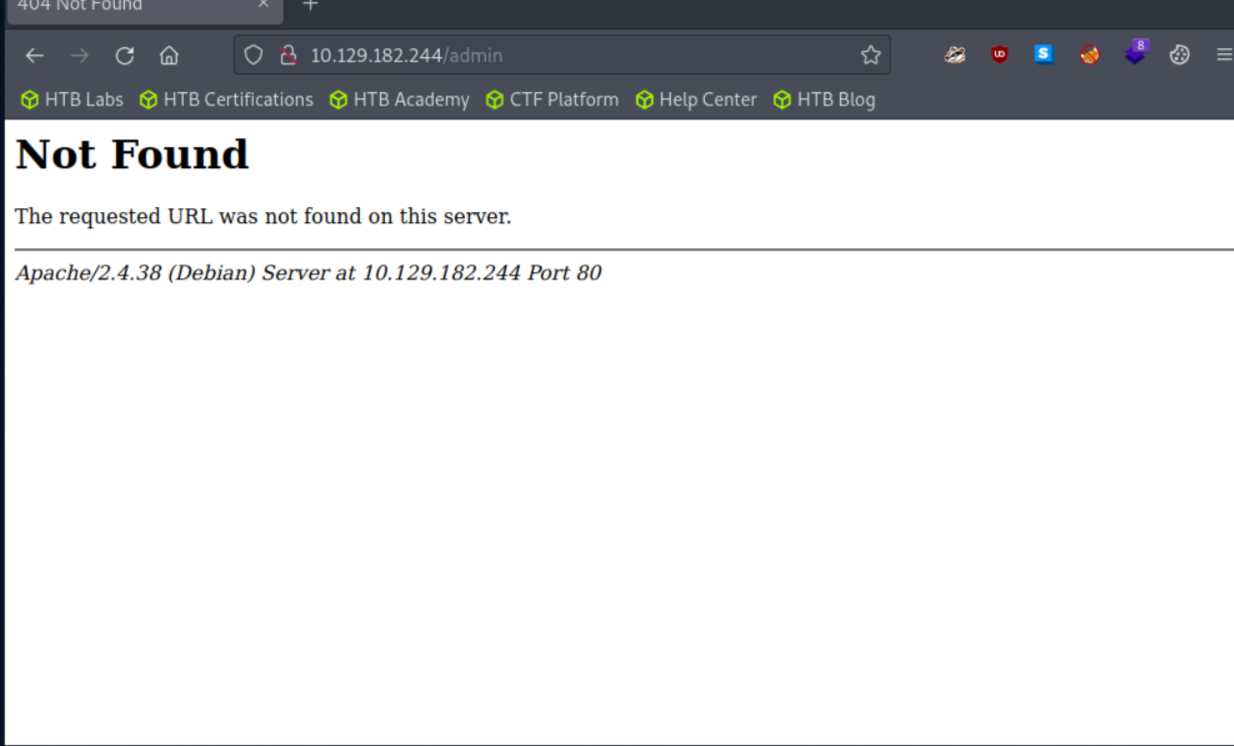 404 Not Found
10.129.182.244/admin
UD
S
8
HTB Labs HTB Certifications HTB Academy CTF Platform Help Center HTB Blog
Not Found
The requested URL was not found on this server.
Apache/2.4.38 (Debian) Server at 10.129.182.244 Port 80